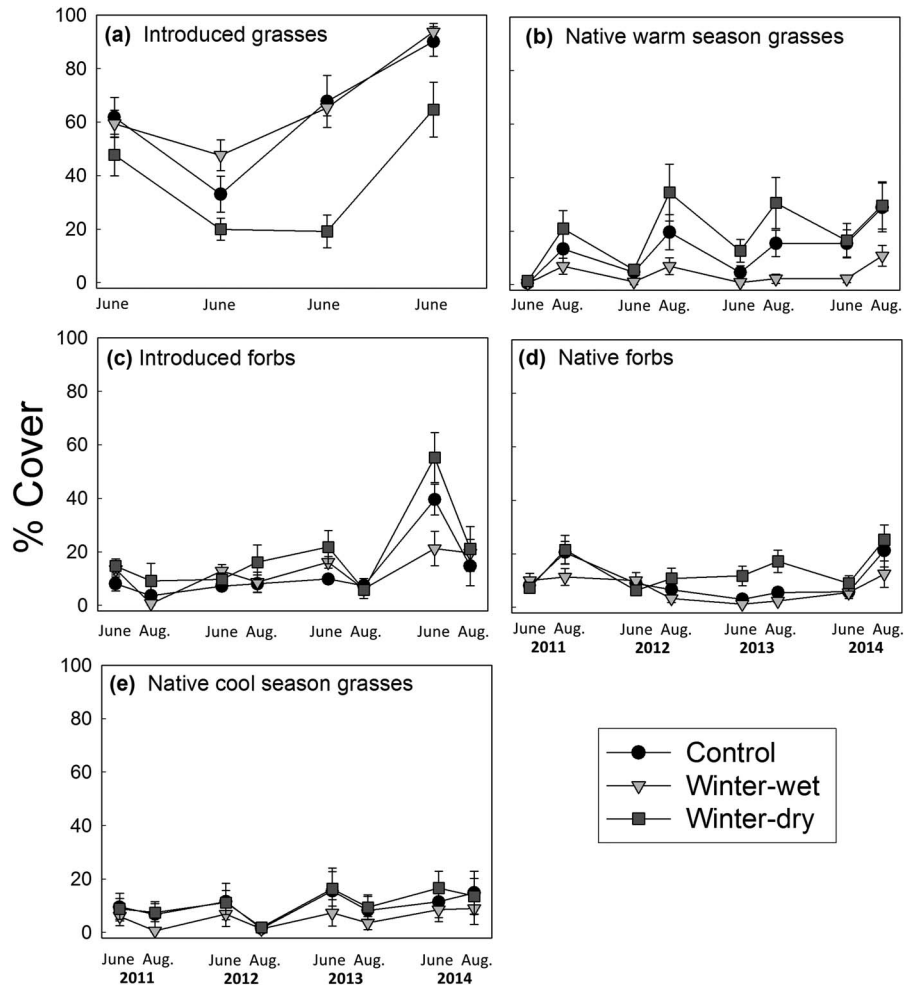 (a) Introduced grasses
100
80
60
40
20
0
June June June June
(b) Native warm season grasses
June Aug. June Aug. June Aug. June Aug.
% Cover
(c) Introduced forbs
100
80
60
40
20
0
June Aug. June Aug. June Aug. June Aug.
(d) Native forbs
June Aug. June Aug. June Aug. June Aug.
2011 2012 2013 2014
(e) Native cool season grasses
100
80
60
40
20
0
June Aug. June Aug. June Aug. June Aug.
2011 2012 2013 2014
Control
Winter-wet
Winter-dry